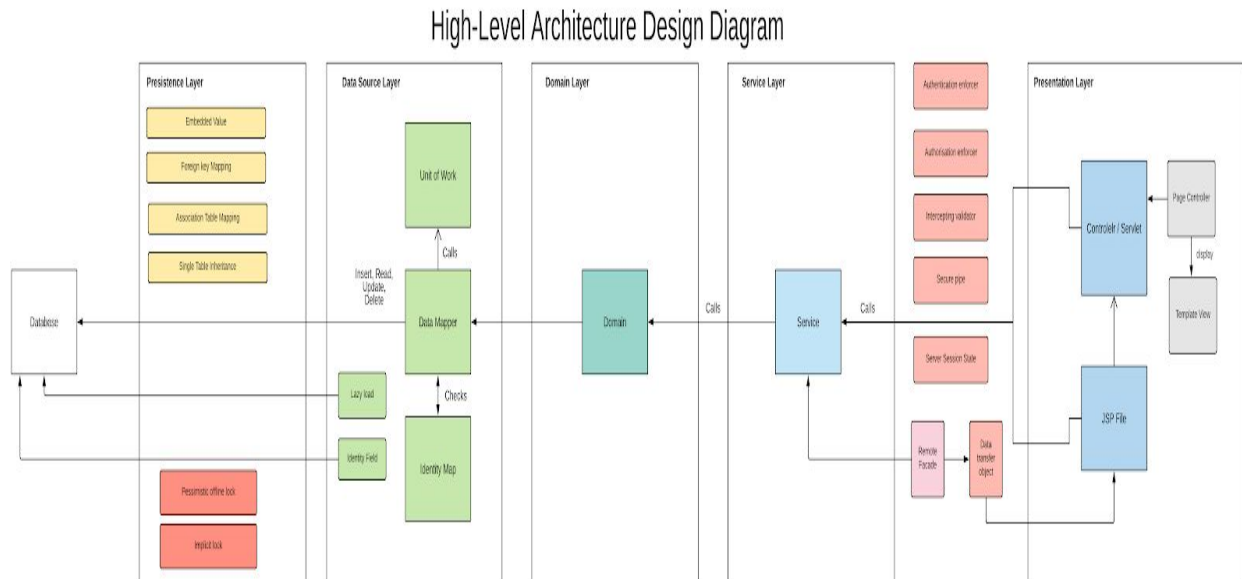 High-Level Architecture Design Diagram
Presistence Layer
Embedded Value
Foreign key Mapping
Association Table Mapping
Single Table Inheritance
Database
Pessimistic offline lock
Implicit lock
Data Source Layer
Unit of Work
Calls
Insert, Read,
Update,
Delete
Data Mapper
Lazy load
Checks
Identity Field
Identity Map
Domain Layer
Domain
Calls
Service Layer
Service
Calls
Authentication enforcer
Authorisation enforcer
Intercepting validator
Secure pipe
Server Session State
Remote
Facade
Data
transfer
object
Presentation Layer
Controlelr / Servlet
Page Controller
display
Template View
JSP File